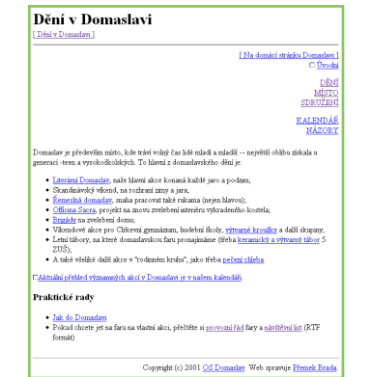 Dění v Domaslavi
[ Dění v Domaslavi ]
[ Na domácí stránku Domaslavi ]
Úvodní
DĚNÍ
MÍSTO
SDRUŽENÍ
KALENDÁŘ
NÁZORY
Domaslav je především místo, kde tráví volný čas lidé mladí a mladší -- největší oblibu získala u
generací -teen a vysokoškolských. To hlavní z domaslavského dění je:
Literární Domaslav, naše hlavní akce konaná každé jaro a podzim;
Skandinávský víkend, na rozhraní zimy a jara;
Řemeslná domaslav, muka pracovat také rukama (nejen hlavou);
Officina Sacra, projekt na znovu zvelebení interiéru vykradeného kostela;
Brigády na zvelebení domu;
Víkendové akce pro Církevní gymnázium, hudební školy, výtvarné kroužky a další skupiny,
Letní tábory, na které domaslavskou faru pronajímáme (třeba keramický a výtvarný tábor 5.
ZUŠ),
A také všeliké další akce v "rodinném kruhu", jako třeba pečení chleba.
Aktuální přehled významných akcí v Domaslavi je v našem kalendáři.
Praktické rady
Jak do Domaslavi
Pokud chcete jet na faru na vlastní akci, přečtěte si provozní řád fary a návštěvní list (RTF
formát)
Copyright (c) 2001 OS Domaslav. Web spravuje Přemek Brada.